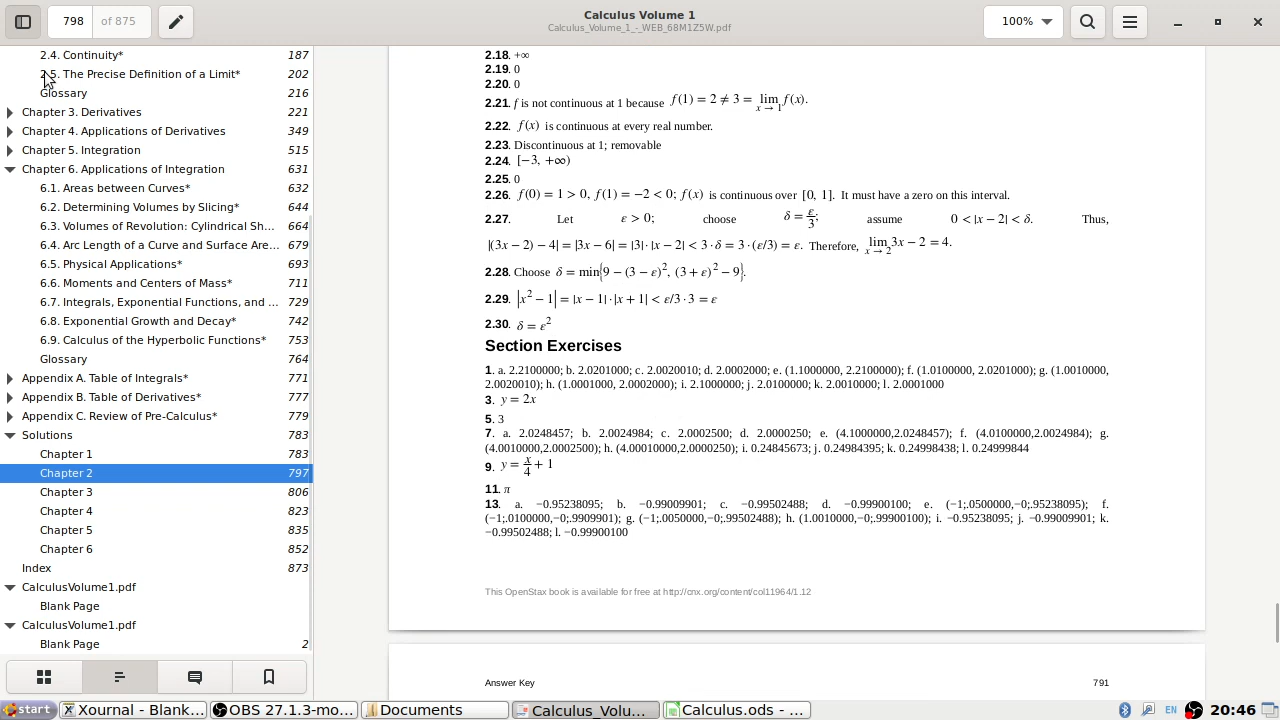 798 of 875
Calculus Volume 1
Calculus_Volume_1_-_WEB_68M1Z5W.pdf
100%
2.4. Continuity* 187
2.5. The Precise Definition of a Limit* 202
Glossary 216
Chapter 3. Derivatives 221
Chapter 4. Applications of Derivatives 349
Chapter 5. Integration 515
Chapter 6. Applications of Integration 629
6.1. Areas between Curves* 632
6.2. Determining Volumes by Slicing* 644
6.3. Volumes of Revolution: Cylindrical Sh... 664
6.4. Arc Length of a Curve and Surface Are... 679
6.5. Physical Applications* 693
6.6. Moments and Centers of Mass* 711
6.7. Integrals, Exponential Functions, and ... 729
6.8. Exponential Growth and Decay* 742
6.9. Calculus of the Hyperbolic Functions* 753
Glossary 764
Appendix A. Table of Integrals* 771
Appendix B. Table of Derivatives* 777
Appendix C. Review of Pre-Calculus* 779
Solutions 783
Chapter 1 783
Chapter 2 797
Chapter 3 806
Chapter 4 823
Chapter 5 835
Chapter 6 852
Index 873
CalculusVolume1.pdf
Blank Page
CalculusVolume1.pdf
Blank Page 2
2.18. +∞
2.19. 0
2.20. 0
2.21. f is not continuous at 1 because f(1) = 2 ≠ 3 = lim x → 1 f(x).
2.22. f(x) is continuous at every real number.
2.23. Discontinuous at 1; removable
2.24. [−3, +∞)
2.25. 0
2.26. f(0) = 1 > 0, f(1) = −2 < 0; f(x) is continuous over [0, 1]. It must have a zero on this interval.
2.27. Let ε > 0; choose δ = ε/3; assume 0 < |x − 2| < δ. Thus,
|(3x − 2) − 4| = |3x − 6| = |3| · |x − 2| < 3 · δ = 3 · (ε/3) = ε. Therefore, lim x → 2 3x − 2 = 4.
2.28. Choose δ = min{9 − (3 − ε)², (3 + ε)² − 9}.
2.29. |x² − 1| = |x − 1| · |x + 1| < ε/3 · 3 = ε
2.30. δ = ε²
Section Exercises
1. a. 2.2100000; b. 2.0201000; c. 2.0020010; d. 2.0002000; e. (1.1000000, 2.2100000); f. (1.0100000, 2.0201000); g. (1.0010000,
2.0020010); h. (1.0001000, 2.0002000); i. 2.1000000; j. 2.0100000; k. 2.0010000; l. 2.0001000
3. y = 2x
5. 3
7. a. 2.0248457; b. 2.0024984; c. 2.0002500; d. 2.0000250; e. (4.1000000,2.0248457); f. (4.0100000,2.0024984); g.
(4.0010000,2.0002500); h. (4.00010000,2.0000250); i. 0.24845673; j. 0.24984395; k. 0.24998438; l. 0.24999844
9. y = x/4 + 1
11. π
13. a. −0.95238095; b. −0.99009901; c. −0.99502488; d. −0.99900100; e. (−1;.0500000,−0;.95238095); f.
(−1;.0100000,−0;.9909901); g. (−1;.0050000,−0;.99502488); h. (1.0010000,−0;.99900100); i. −0.95238095; j. −0.99009901; k.
−0.99502488; l. −0.99900100
This OpenStax book is available for free at http://cnx.org/content/col11964/1.12
Answer Key 791
start
Xournal - Blank...
OBS 27.1.3-mo...
Documents
Calculus_Volu...
Calculus.ods - ...
EN
20:46